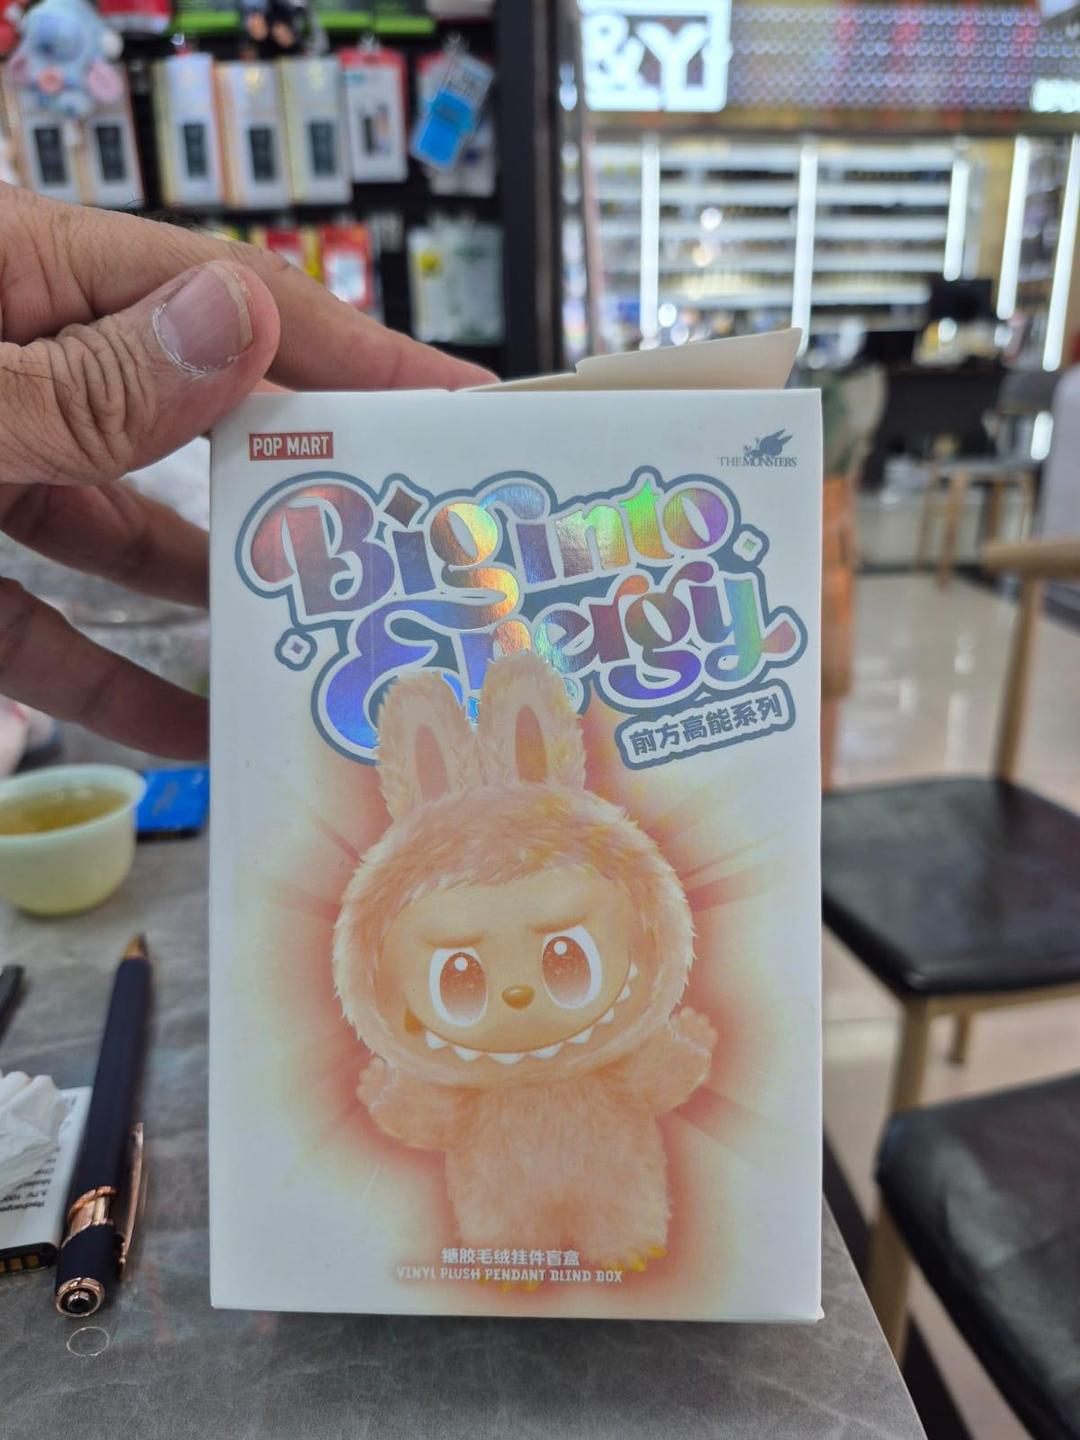 &Y
POP MART
THE MONSTERS
Big into
Energy
前方高能系列
搪胶毛绒挂件盲盒
VINYL PLUSH PENDANT BLIND BOX